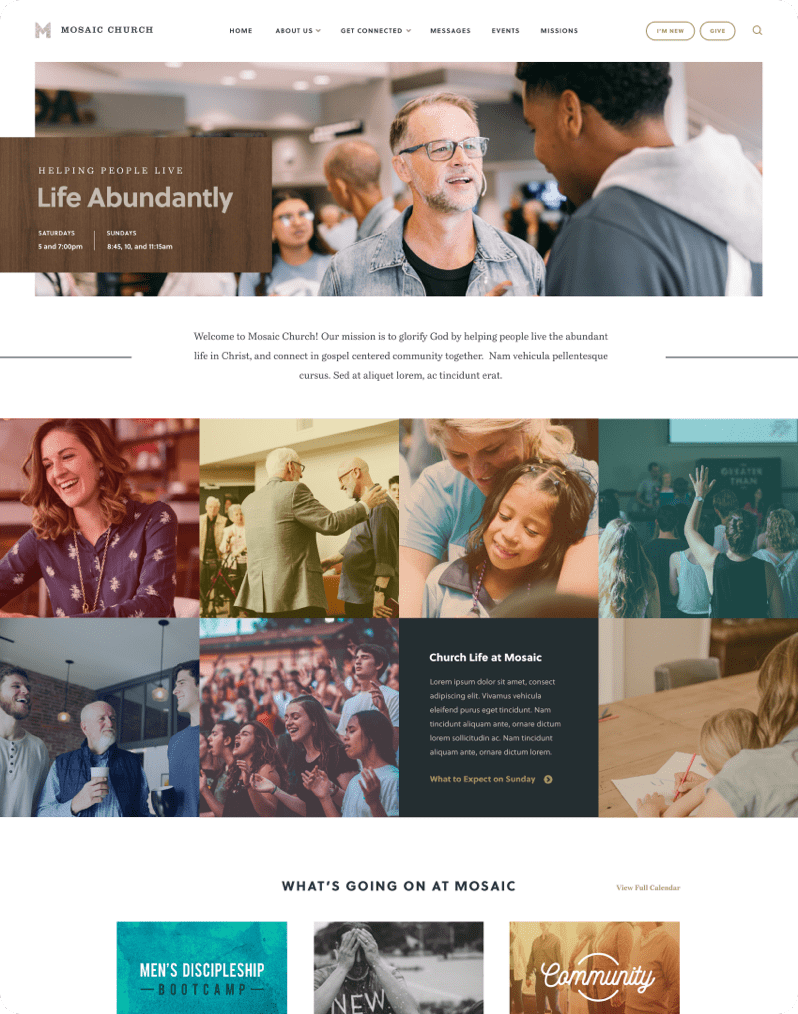 M MOSAIC CHURCH
HOME ABOUT US GET CONNECTED MESSAGES EVENTS MISSIONS
I'M NEW GIVE
HELPING PEOPLE LIVE
Life Abundantly
SATURDAYS SUNDAYS
5 and 7:00pm 8:45, 10, and 11:15am
Welcome to Mosaic Church! Our mission is to glorify God by helping people live the abundant
life in Christ, and connect in gospel centered community together. Nam vehicula pellentesque
cursus. Sed at aliquet lorem, ac tincidunt erat.
GREATER
THAN
Church Life at Mosaic
Lorem ipsum dolor sit amet, consect
adipiscing elit. Vivamus vehicula
eleifend purus eget tincidunt. Nam
tincidunt aliquam ante, ornare dictum
lorem sollicitudin ac. Nam tincidunt
aliquam ante, ornare dictum lorem.
What to Expect on Sunday
WHAT'S GOING ON AT MOSAIC
View Full Calendar
MEN'S DISCIPLESHIP
BOOTCAMP
NEW
Community